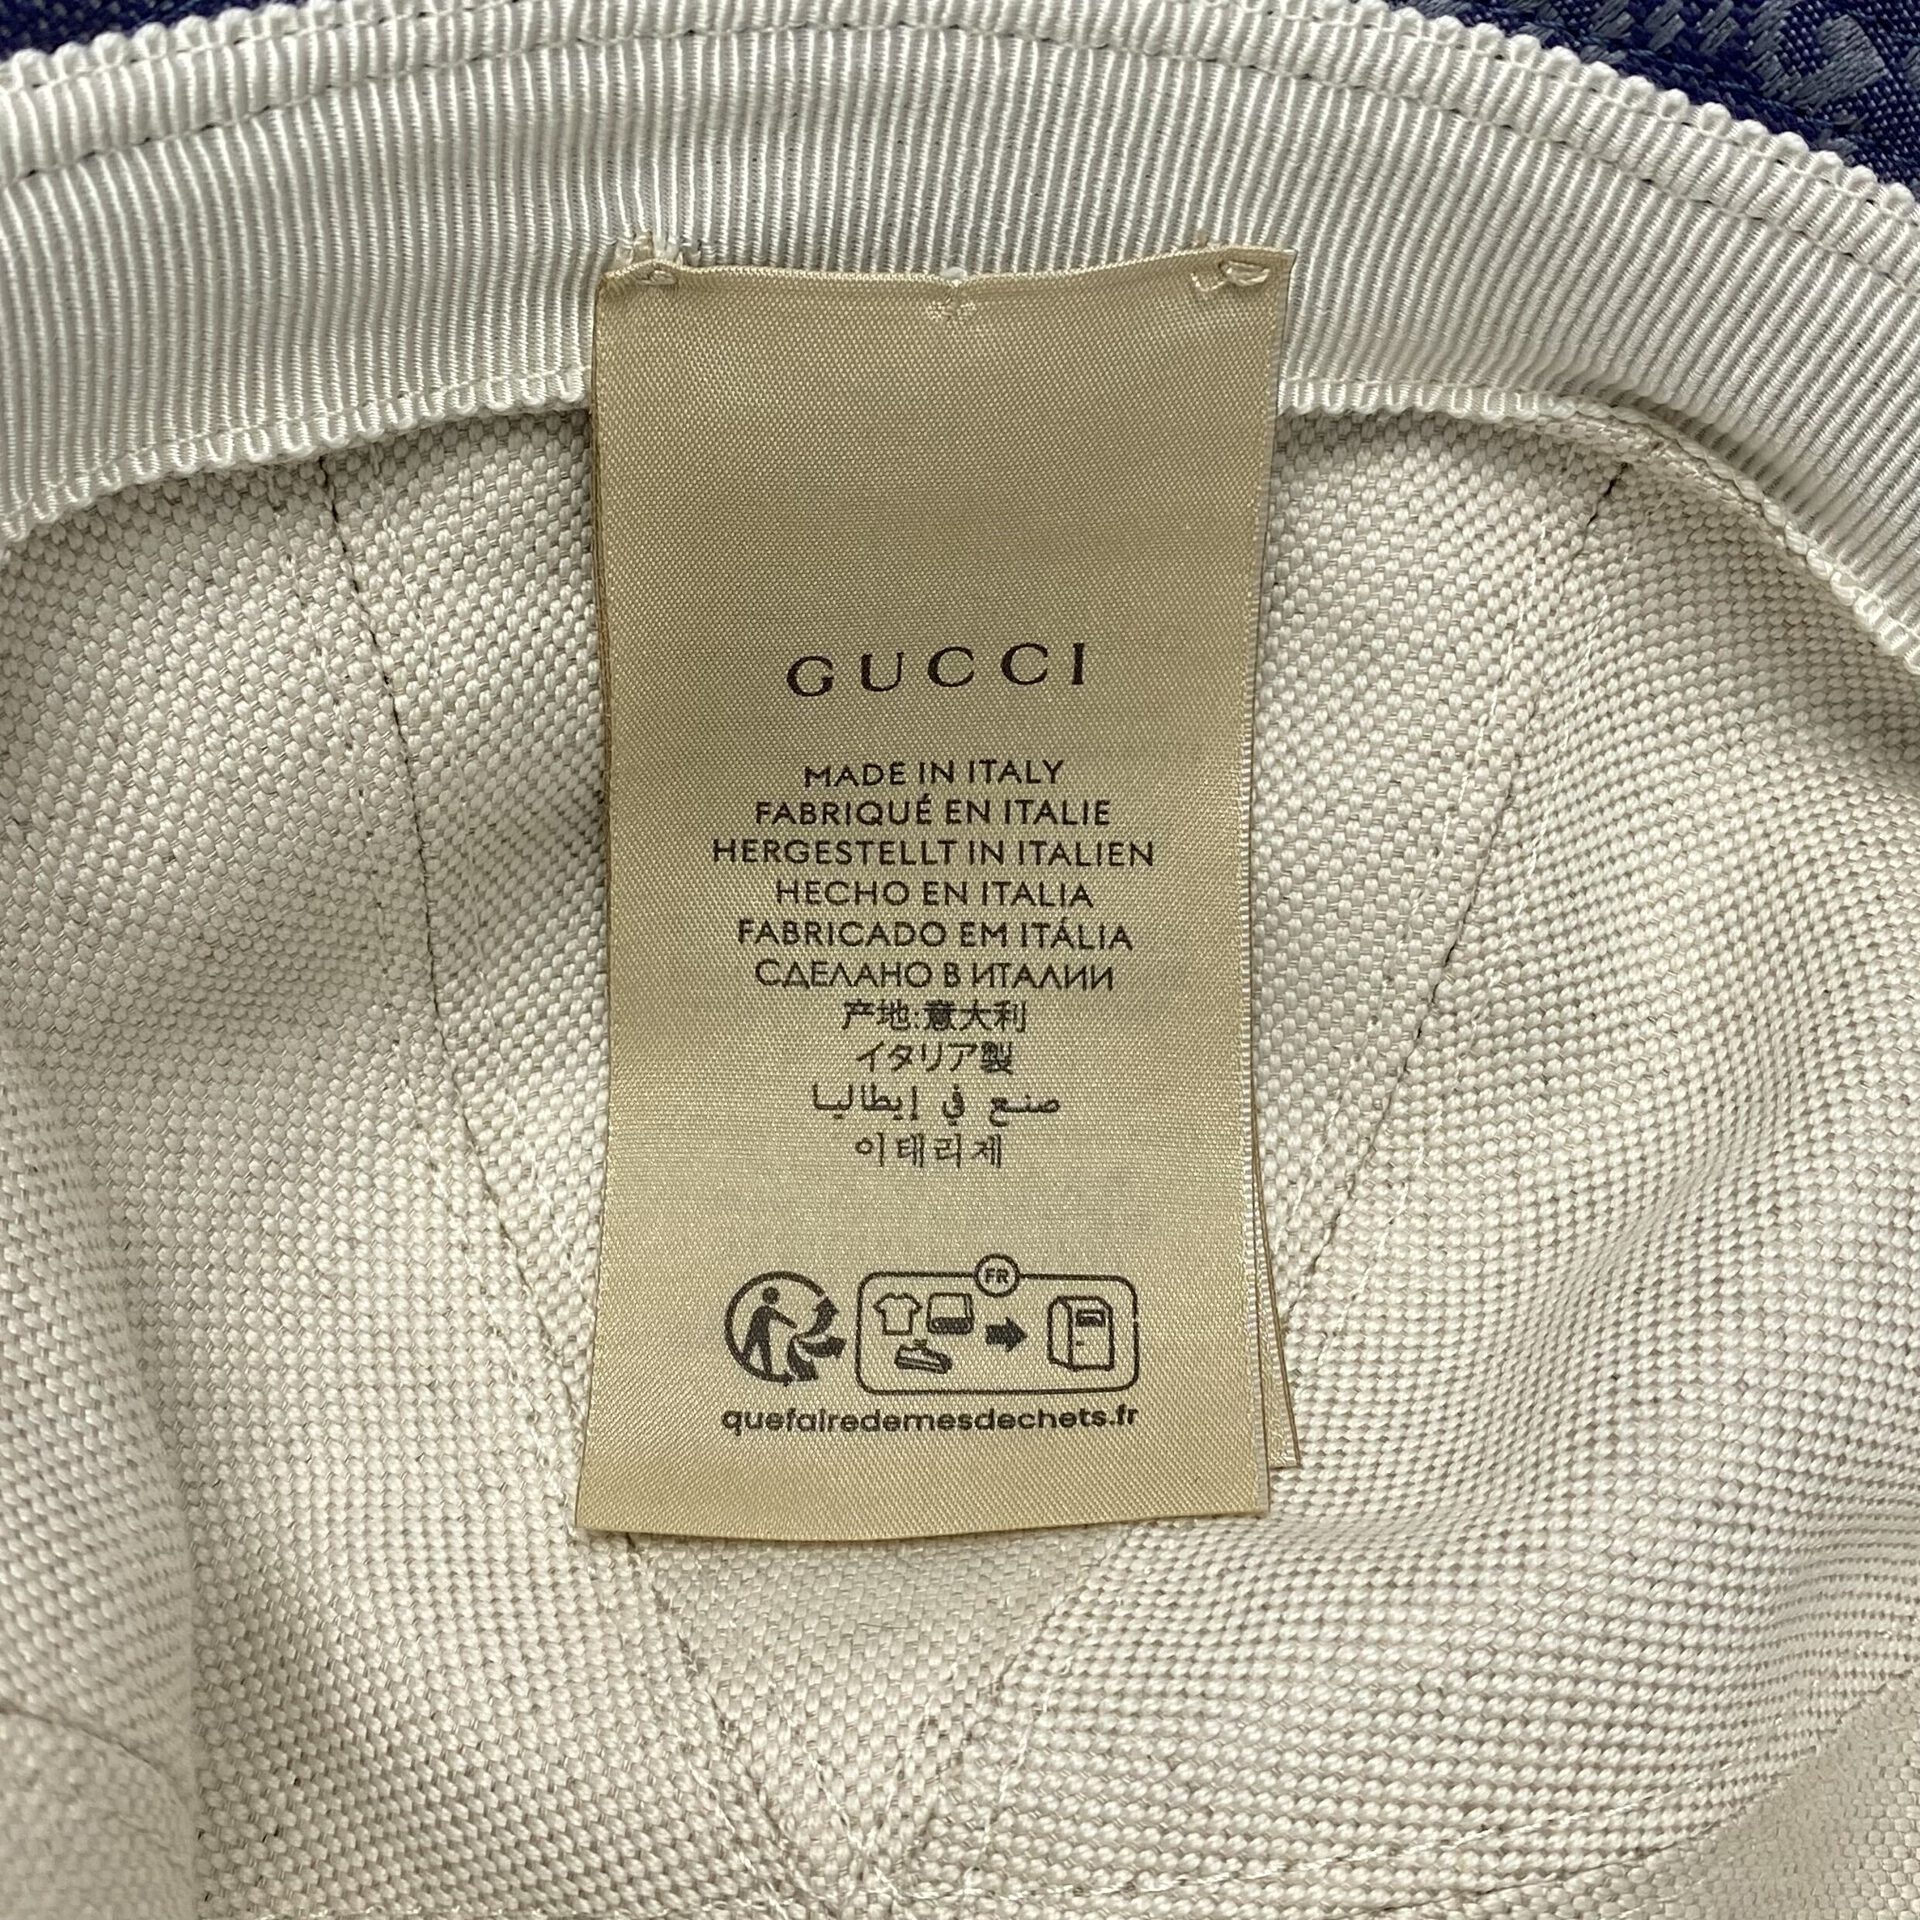 GUCCI
MADE IN ITALY
FABRIQUÉ EN ITALIE
HERGESTELLT IN ITALIEN
HECHO EN ITALIA
FABRICADO EM ITÁLIA
СДЕЛАНО В ИТАЛИИ
产地:意大利
イタリア製
صنع في إيطاليا
이태리제
FR
quefairedemesdechets.fr